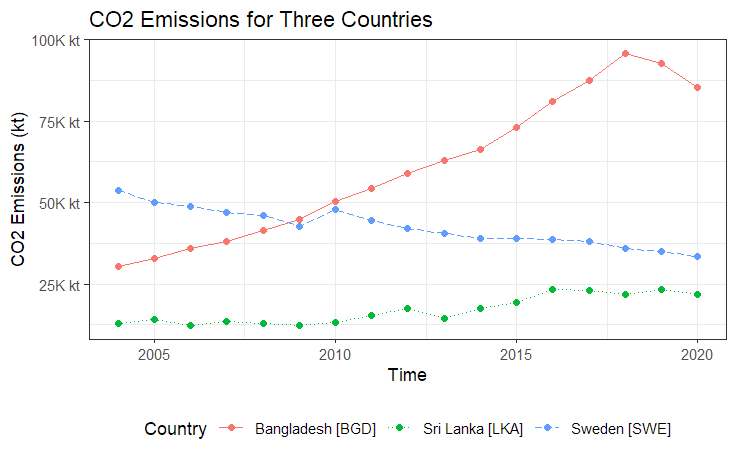 CO2 Emissions for Three Countries
100K kt
75K kt
50K kt
25K kt
CO2 Emissions (kt)
2005 2010 2015 2020
Time
Country Bangladesh [BGD] Sri Lanka [LKA] Sweden [SWE]